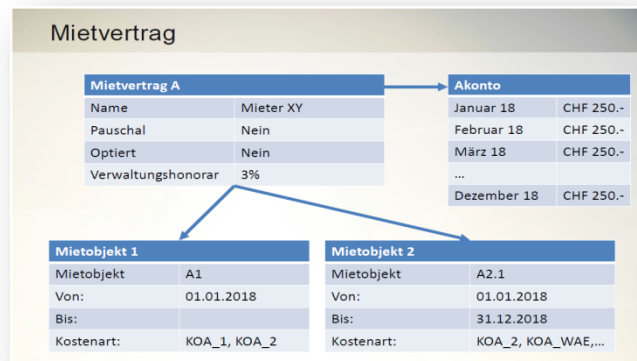 Mietvertrag
Mietvertrag A
Name Mieter XY
Pauschal Nein
Optiert Nein
Verwaltungshonorar 3%
Akonto
Januar 18 CHF 250.-
Februar 18 CHF 250.-
März 18 CHF 250.-
...
Dezember 18 CHF 250.-
Mietobjekt 1
Mietobjekt A1
Von: 01.01.2018
Bis:
Kostenart: KOA_1, KOA_2
Mietobjekt 2
Mietobjekt A2.1
Von: 01.01.2018
Bis: 31.12.2018
Kostenart: KOA_2, KOA_WAE,...